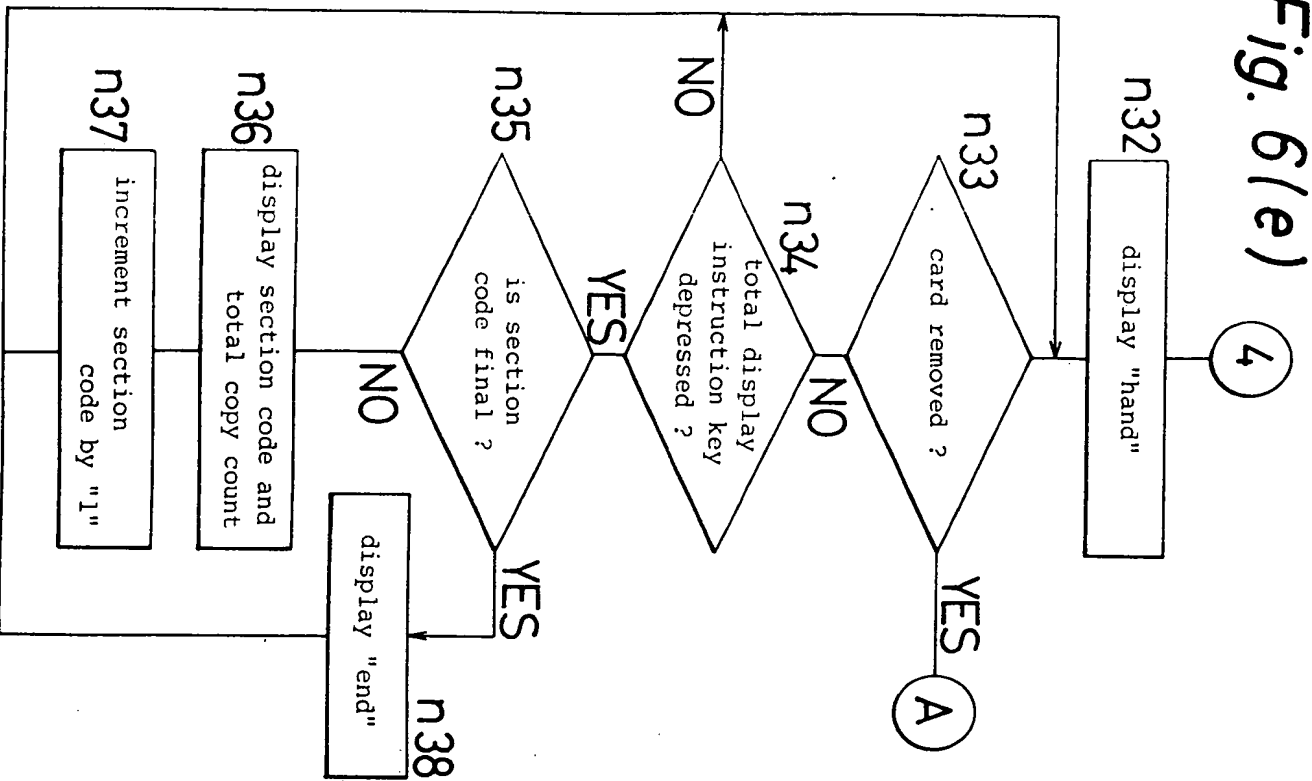 Fig. 6(e)
4
n32
display "hand"
n33
card removed ?
YES
A
NO
n34
total display
instruction key
depressed ?
NO
YES
n35
is section
code final ?
YES
NO
n36
display section code and
total copy count
n37
increment section
code by "1"
n38
display "end"